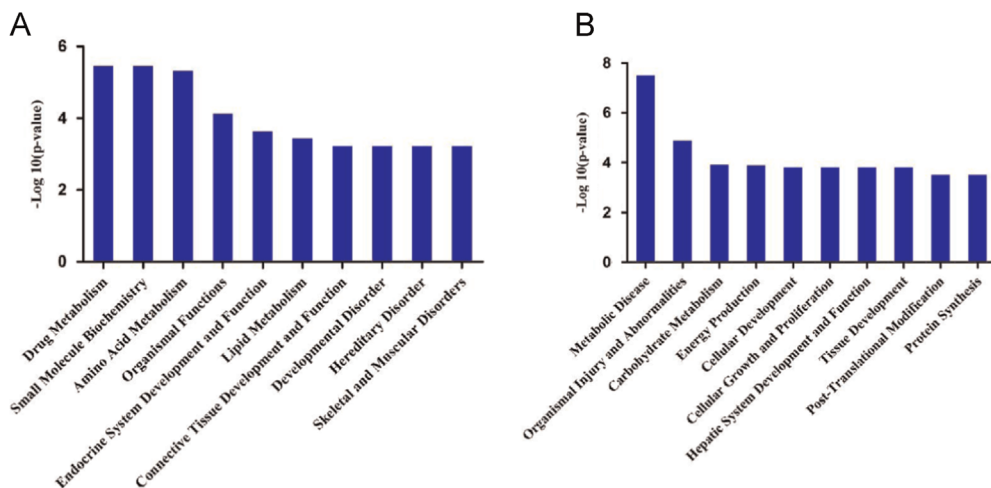 A
-Log 10(p-value)
6
4
2
0
Drug Metabolism
Small Molecule Biochemistry
Amino Acid Metabolism
Organismal Functions
Endocrine System Development and Function
Lipid Metabolism
Connective Tissue Development and Function
Developmental Disorder
Hereditary Disorder
Skeletal and Muscular Disorders
B
-Log 10(p-value)
8
6
4
2
0
Metabolic Disease
Organismal Injury and Abnormalities
Carbohydrate Metabolism
Energy Production
Cellular Development
Cellular Growth and Proliferation
Hepatic System Development and Function
Tissue Development
Post-Translational Modification
Protein Synthesis